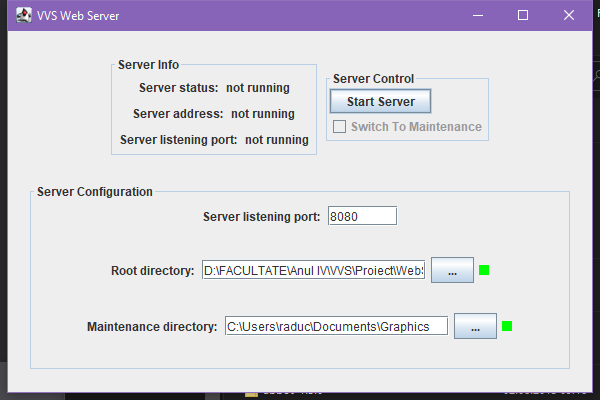 VVS Web Server
Server Info
Server status: not running
Server address: not running
Server listening port: not running
Server Control
Start Server
Switch To Maintenance
Server Configuration
Server listening port: 8080
Root directory: D:\FACULTATE\Anul IV\VVS\Proiect\WebS ...
Maintenance directory: C:\Users\raduc\Documents\Graphics ...